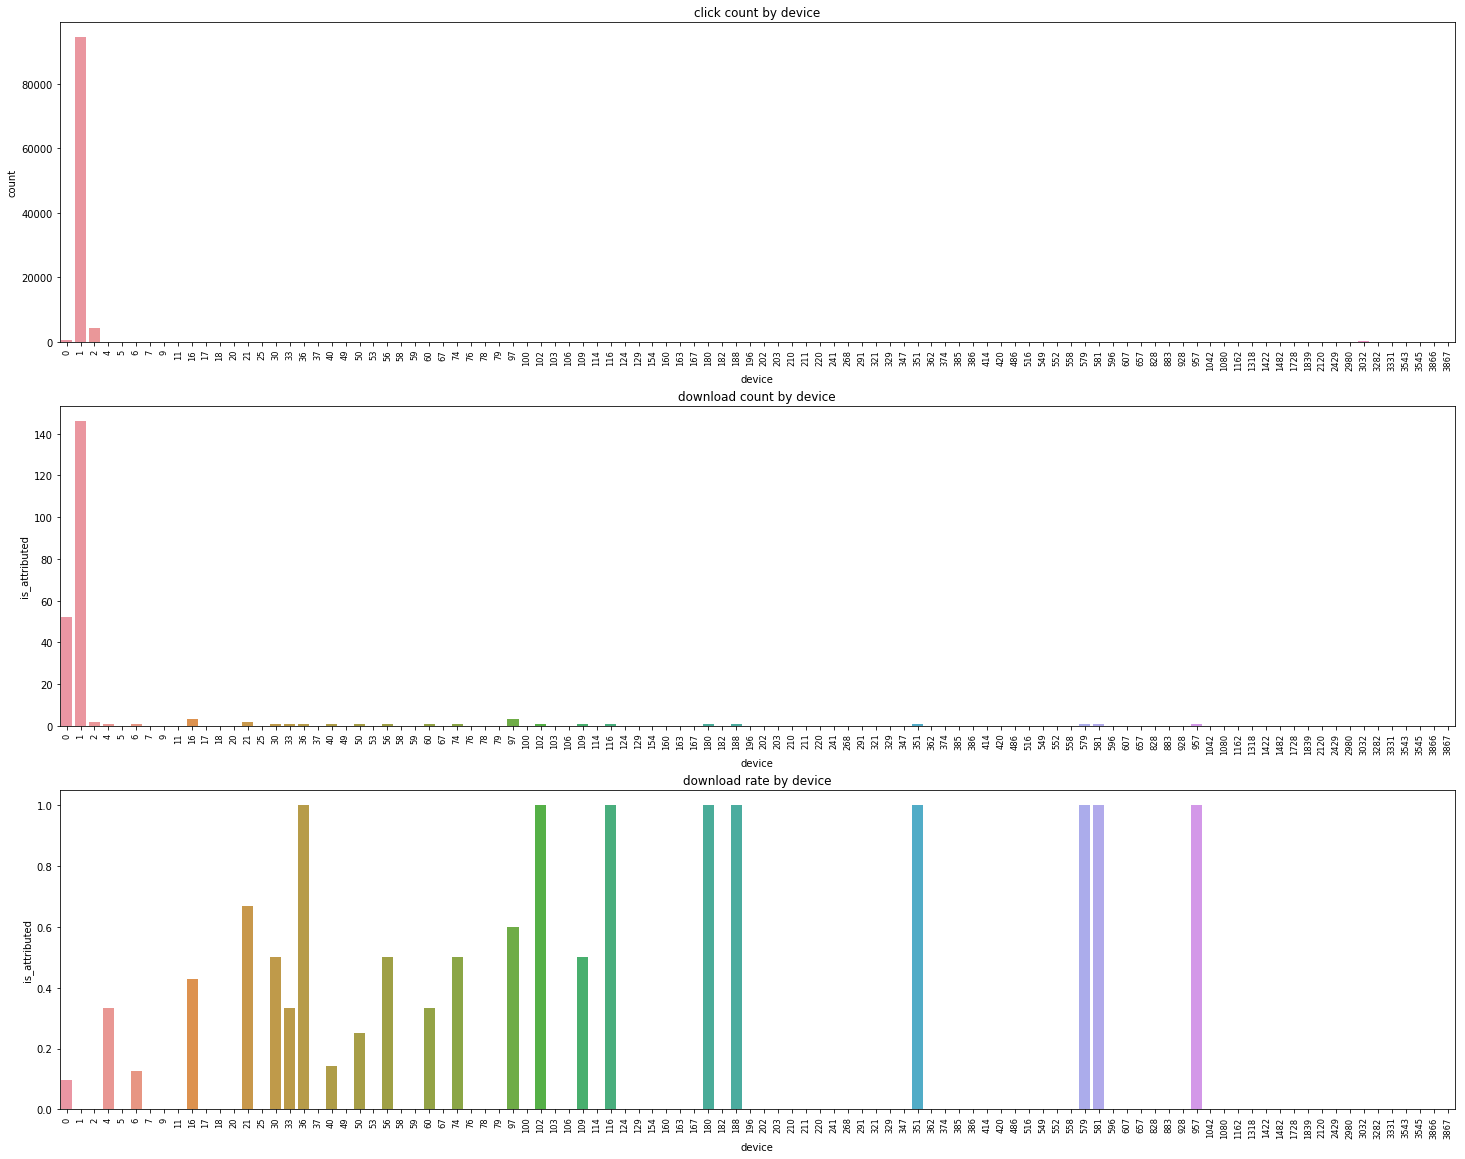 click count by device
80000
60000
40000
20000
0
count
0 1 2 4 5 6 7 9 11 16 17 18 20 21 25 30 33 36 37 40 49 50 53 56 58 59 60 67 74 76 78 79 97 100 102 103 106 109 114 116 124 129 154 160 163 167 180 182 188 196 202 203 210 211 220 241 268 291 321 329 347 351 362 374 385 386 414 420 486 516 549 552 558 579 581 596 607 657 828 883 928 957 1042 1080 1162 1318 1422 1482 1728 1839 2120 2429 2980 3032 3282 3331 3543 3545 3866 3867
device
download count by device
140
120
100
80
60
40
20
0
is_attributed
0 1 2 4 5 6 7 9 11 16 17 18 20 21 25 30 33 36 37 40 49 50 53 56 58 59 60 67 74 76 78 79 97 100 102 103 106 109 114 116 124 129 154 160 163 167 180 182 188 196 202 203 210 211 220 241 268 291 321 329 347 351 362 374 385 386 414 420 486 516 549 552 558 579 581 596 607 657 828 883 928 957 1042 1080 1162 1318 1422 1482 1728 1839 2120 2429 2980 3032 3282 3331 3543 3545 3866 3867
device
download rate by device
1.0
0.8
0.6
0.4
0.2
0.0
is_attributed
0 1 2 4 5 6 7 9 11 16 17 18 20 21 25 30 33 36 37 40 49 50 53 56 58 59 60 67 74 76 78 79 97 100 102 103 106 109 114 116 124 129 154 160 163 167 180 182 188 196 202 203 210 211 220 241 268 291 321 329 347 351 362 374 385 386 414 420 486 516 549 552 558 579 581 596 607 657 828 883 928 957 1042 1080 1162 1318 1422 1482 1728 1839 2120 2429 2980 3032 3282 3331 3543 3545 3866 3867
device